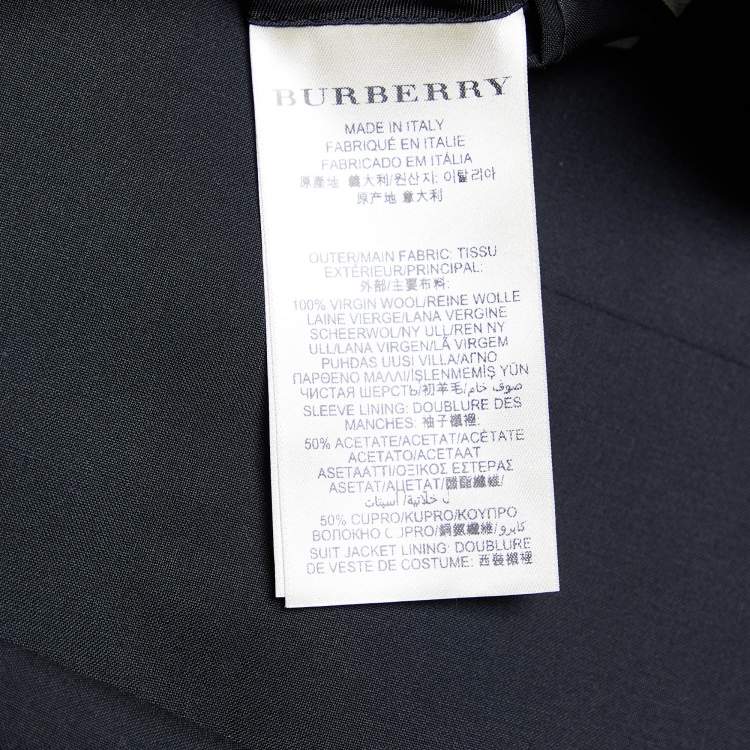 BURBERRY
MADE IN ITALY
FABRIQUÉ EN ITALIE
FABRICADO EM ITÁLIA
原產地 義大利/원산지: 이탈리아
原产地 意大利
OUTER/MAIN FABRIC: TISSU
EXTÉRIEUR/PRINCIPAL:
外部/主要布料:
100% VIRGIN WOOL/REINE WOLLE
LAINE VIERGE/LANA VERGINE
SCHEERWOL/NY ULL/REN NY
ULL/LANA VIRGEN/LÃ VIRGEM
PUHDAS UUSI VILLA/ΑΓΝΟ
ΠΑΡΘΕΝΟ ΜΑΛΛΙ/İŞLENMEMİŞ YÜN
ЧИСТАЯ ШЕРСТЬ/初羊毛/صوف خام
SLEEVE LINING: DOUBLURE DES
MANCHES: 袖子襯裡:
50% ACETATE/ACETAT/ACÉTATE
ACETATO/ACETAAT
ASETAATTI/ΟΞΙΚΟΣ ΕΣΤΕΡΑΣ
ASETAT/АЦЕТАТ/醋酯纖維/
أسيتات/
50% CUPRO/KUPRO/ΚΟΥΠΡΟ
ВОЛОКНО CUPRO/銅氨纖維/كابرو
SUIT JACKET LINING: DOUBLURE
DE VESTE DE COSTUME: 西裝襯裡: